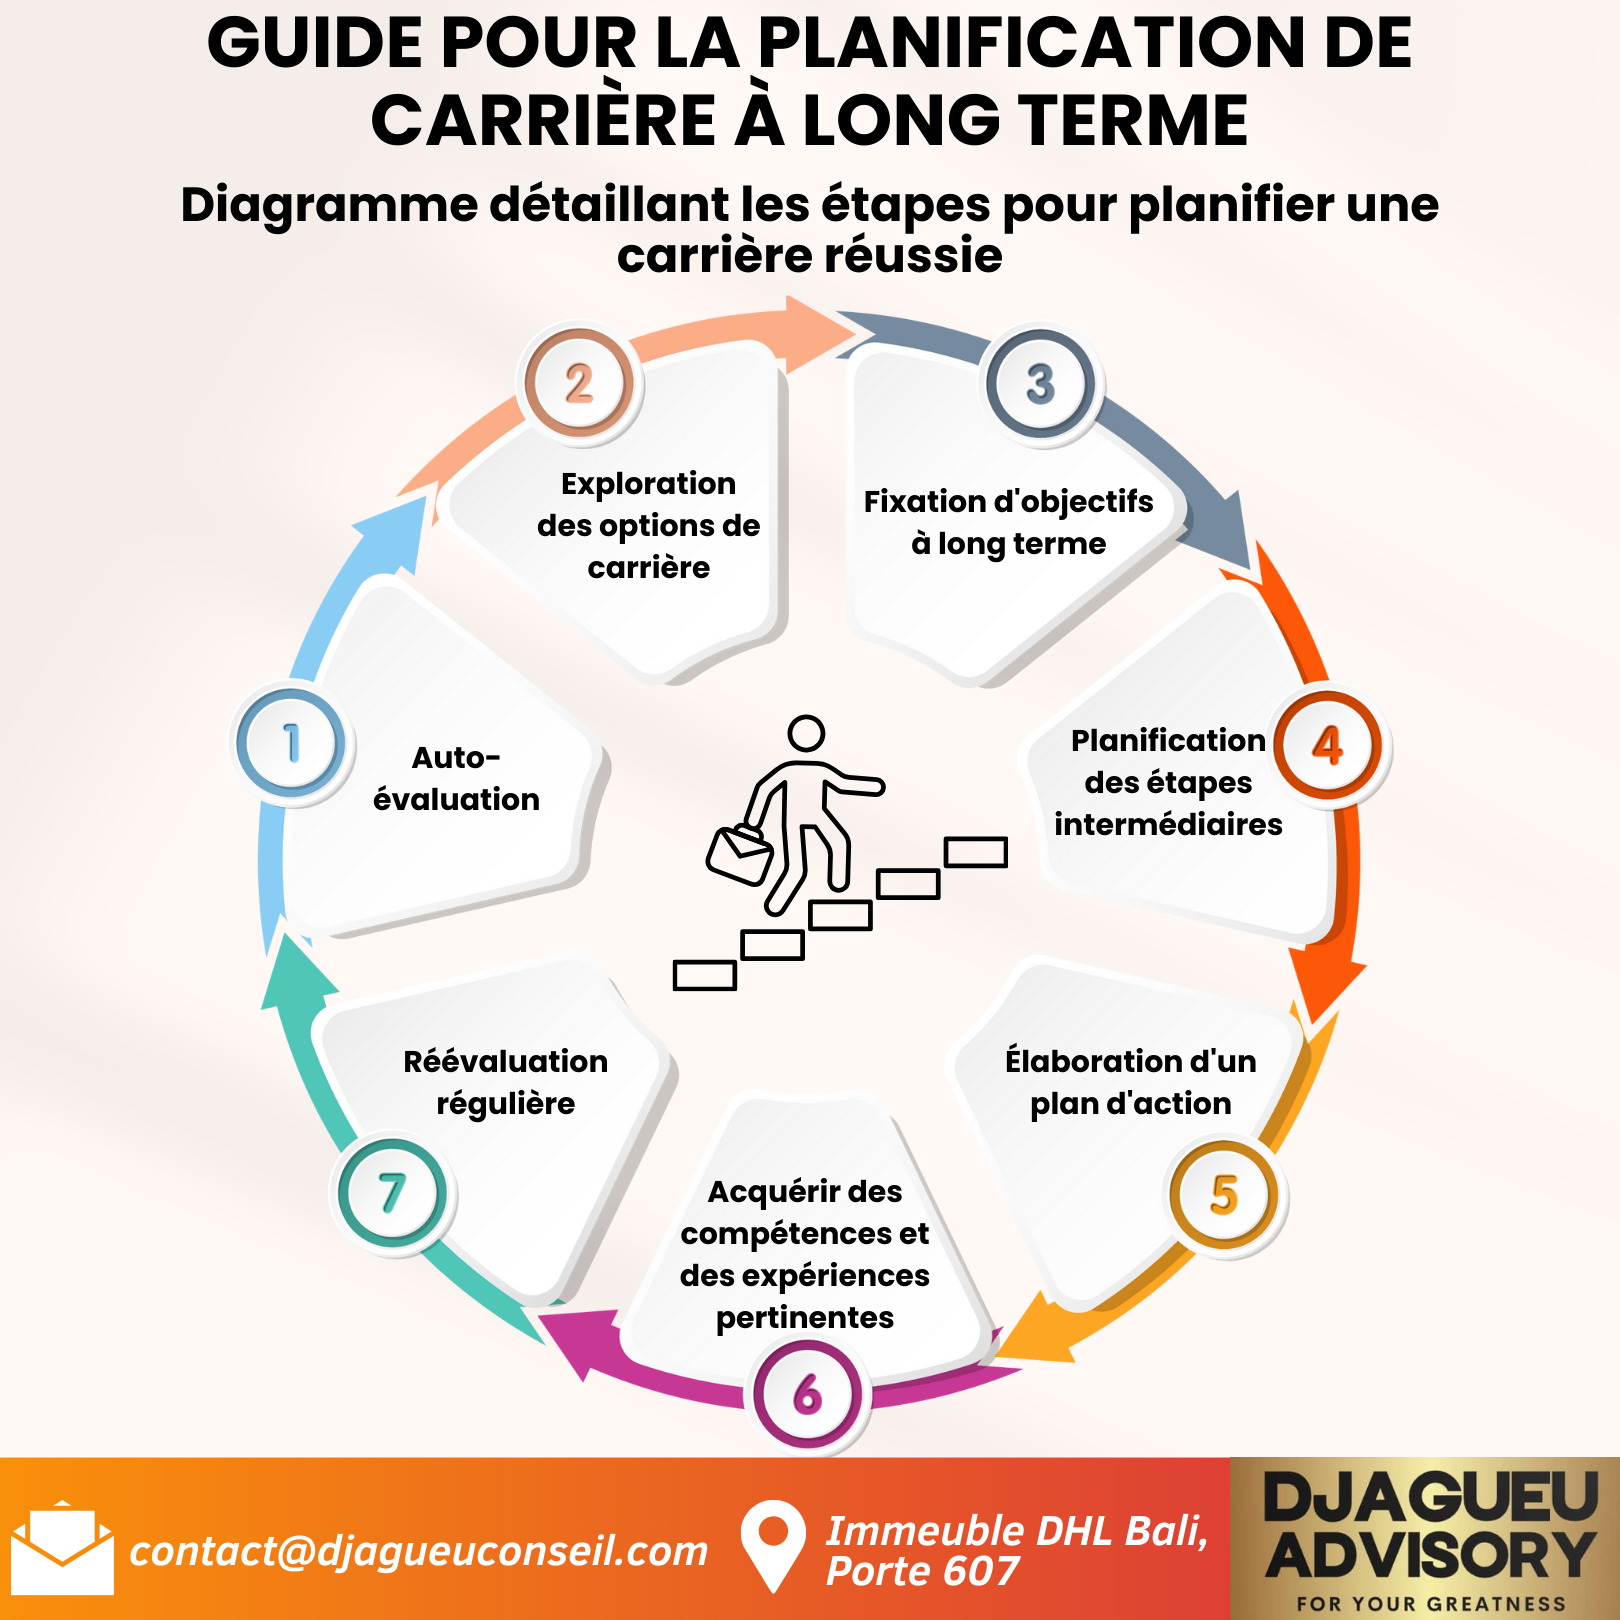 GUIDE POUR LA PLANIFICATION DE
CARRIÈRE À LONG TERME
Diagramme détaillant les étapes pour planifier une
carrière réussie
1
Auto-
évaluation
2
Exploration
des options de
carrière
3
Fixation d'objectifs
à long terme
4
Planification
des étapes
intermédiaires
5
Élaboration d'un
plan d'action
6
Acquérir des
compétences et
des expériences
pertinentes
7
Réévaluation
régulière
contact@djagueuconseil.com
Immeuble DHL Bali,
Porte 607
DJAGUEU
ADVISORY
FOR YOUR GREATNESS